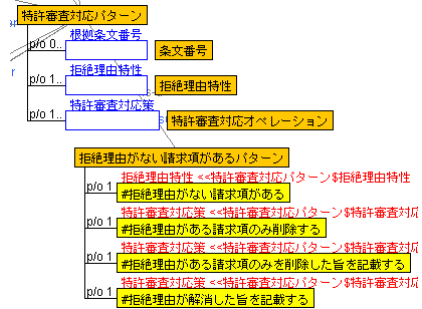 特許審査対応パターン
根拠条文番号
p/o 0..
条文番号
拒絶理由特性
p/o 1..
拒絶理由特性
特許審査対応策
p/o 1..
特許審査対応オペレーション
拒絶理由がない請求項があるパターン
拒絶理由特性 <<特許審査対応パターン$拒絶理由特性
p/o 1
#拒絶理由がない請求項がある
特許審査対応策 <<特許審査対応パターン$特許審査対応
p/o 1
#拒絶理由がある請求項のみ削除する
特許審査対応策 <<特許審査対応パターン$特許審査対応
p/o 1
#拒絶理由がある請求項のみを削除した旨を記載する
特許審査対応策 <<特許審査対応パターン$特許審査対応
p/o 1
#拒絶理由が解消した旨を記載する